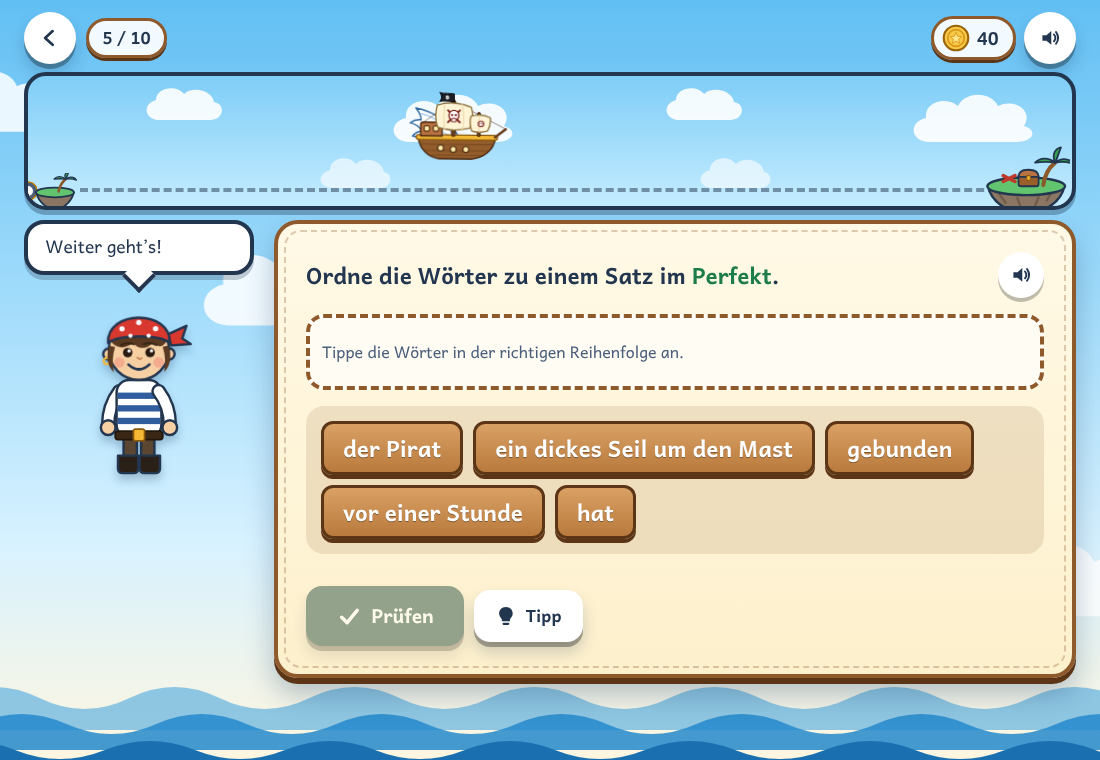 5 / 10
40
Weiter geht’s!
Ordne die Wörter zu einem Satz im Perfekt.
Tippe die Wörter in der richtigen Reihenfolge an.
der Pirat
ein dickes Seil um den Mast
gebunden
vor einer Stunde
hat
Prüfen
Tipp